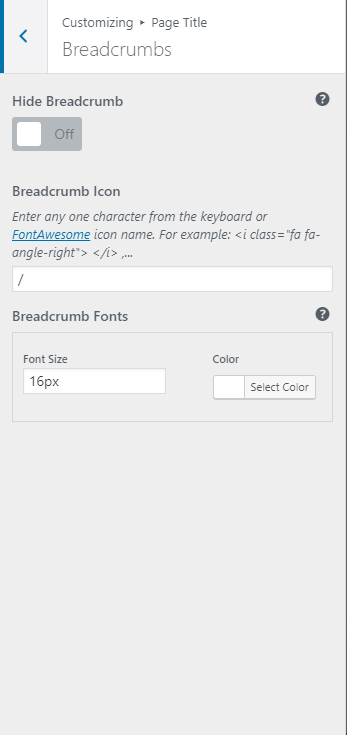 Customizing ▸ Page Title
Breadcrumbs
Hide Breadcrumb
Off
Breadcrumb Icon
Enter any one character from the keyboard or
FontAwesome icon name. For example: <i class="fa fa-
angle-right"> </i> ,...
/
Breadcrumb Fonts
Font Size Color
16px Select Color